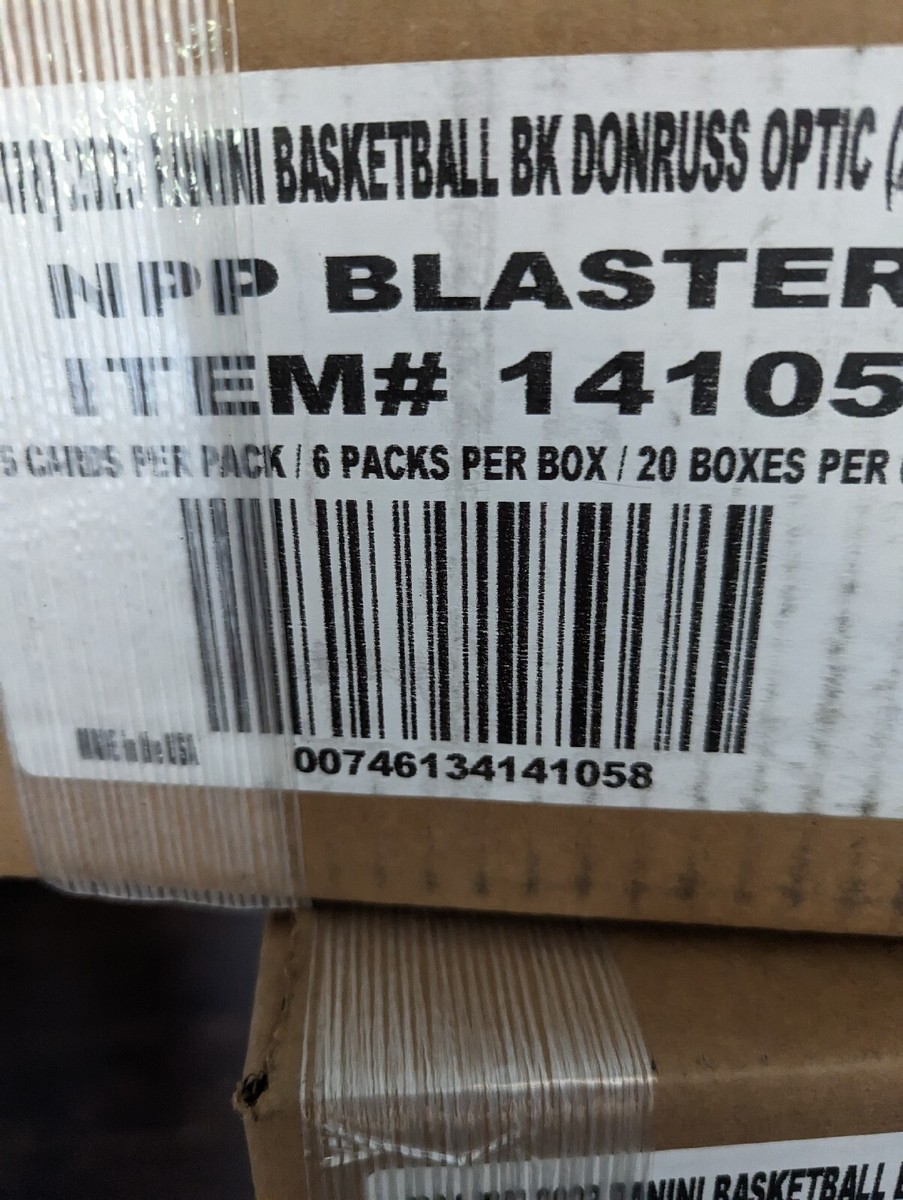 PANINI BASKETBALL BK DONRUSS OPTIC (
NPP BLASTER
ITEM# 14105
5 CARDS PER PACK / 6 PACKS PER BOX / 20 BOXES PER
MADE in the USA
00746134141058
PANINI BASKETBALL